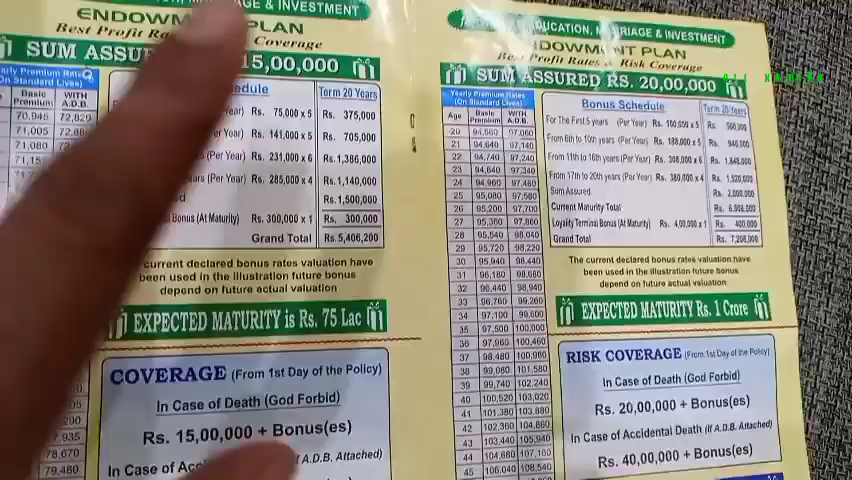 GE & INVESTMENT
ENDOWM PLAN
Best Profit Ra Coverage
SUM ASSU 15,00,000
Yearly Premium Rates
(On Standard Lives)
Basic Premium WITH A.D.B.
70,945 72,829
71,005
71,080
edule Term 20 Years
Rs. 75,000 x 5 Rs. 375,000
er Year) Rs. 141,000 x 5 Rs. 705,000
(Per Year) Rs. 231,000 x 6 Rs. 1,386,000
ars (Per Year) Rs. 285,000 x 4 Rs. 1,140,000
d Rs. 1,500,000
Bonus (At Maturity) Rs. 300,000 x 1 Rs. 300,000
Grand Total Rs. 5,406,200
current declared bonus rates valuation have
been used in the illustration future bonus
depend on future actual valuation
EXPECTED MATURITY is Rs. 75 Lac
COVERAGE (From 1st Day of the Policy)
In Case of Death (God Forbid)
Rs. 15,00,000 + Bonus(es)
In Case of Acci f A.D.B. Attached)
7,935
78,670
79,480
EDUCATION, MARRIAGE & INVESTMENT
DOWMENT PLAN
Best Profit Rates & Risk Coverage
SUM ASSURED RS. 20,00,000
Yearly Premium Rates
(On Standard Lives)
Age Basic Premium WITH A.D.B.
20 94,560 97,060
21 94,640 97,140
22 94,740 97,240
23 94,840 97,340
24 94,960 97,460
25 95,080 97,580
26 95,200 97,700
27 95,360 97,860
28 95,540 98,040
29 95,720 98,220
30 95,940 98,440
31 96,180 98,680
32 96,440 98,940
33 96,760 99,260
34 97,100 99,600
35 97,500 100,000
36 97,960 100,460
37 98,480 100,980
38 99,080 101,580
39 99,740 102,240
40 100,520 103,020
41 101,380 103,880
42 102,360 104,860
43 103,440 105,940
44 104,680 107,180
45 106,040 108,540
Bonus Schedule Term 20 Years
For The First 5 years (Per Year) Rs. 100,000 x 5 Rs. 500,000
From 6th to 10th years (Per Year) Rs. 188,000 x 5 Rs. 940,000
From 11th to 16th years (Per Year) Rs. 308,000 x 6 Rs. 1,848,000
From 17th to 20th years (Per Year) Rs. 380,000 x 4 Rs. 1,520,000
Sum Assured Rs. 2,000,000
Current Maturity Total Rs. 6,808,000
Loyalty Terminal Bonus (At Maturity) Rs. 4,00,000 x 1 Rs. 400,000
Grand Total Rs. 7,208,000
The current declared bonus rates valuation have
been used in the illustration future bonus
depend on future actual valuation
EXPECTED MATURITY Rs. 1 Crore
RISK COVERAGE (From 1st Day of the Policy)
In Case of Death (God Forbid)
Rs. 20,00,000 + Bonus(es)
In Case of Accidental Death (If A.D.B. Attached)
Rs. 40,00,000 + Bonus(es)